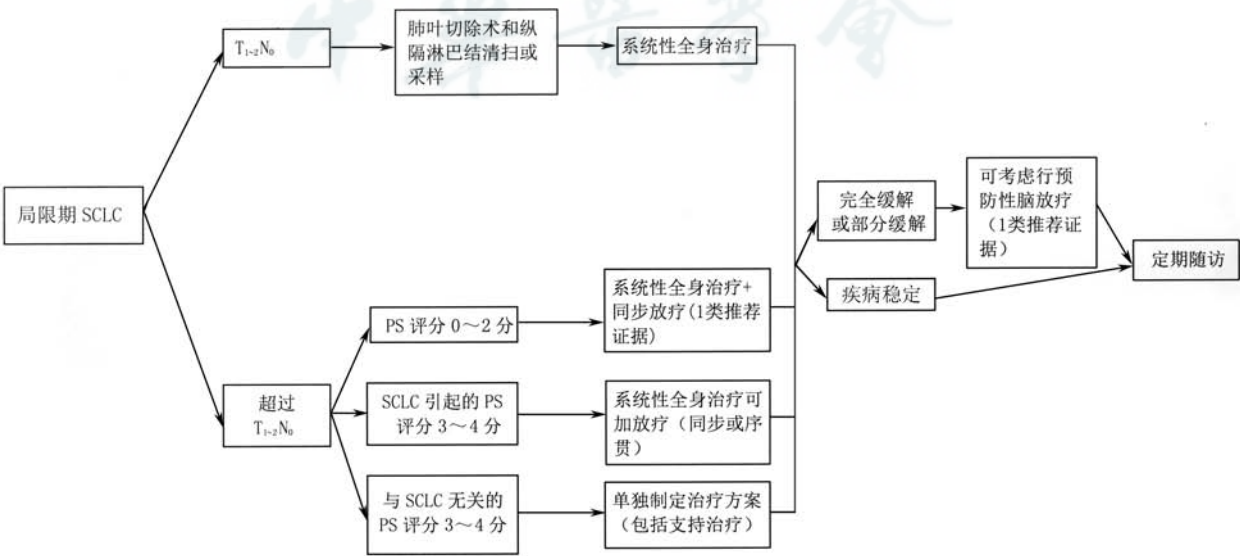 中华医学会
T₁~₂N₀
肺叶切除术和纵
隔淋巴结清扫或
采样
系统性全身治疗
局限期 SCLC
完全缓解
或部分缓解
可考虑行预
防性脑放疗
（1类推荐证
据）
定期随访
疾病稳定
PS 评分 0～2 分
系统性全身治疗+
同步放疗(1类推荐
证据)
超过
T₁~₂N₀
SCLC 引起的 PS
评分 3～4 分
系统性全身治疗可
加放疗（同步或序
贯）
与 SCLC 无关的
PS 评分 3～4 分
单独制定治疗方案
（包括支持治疗）